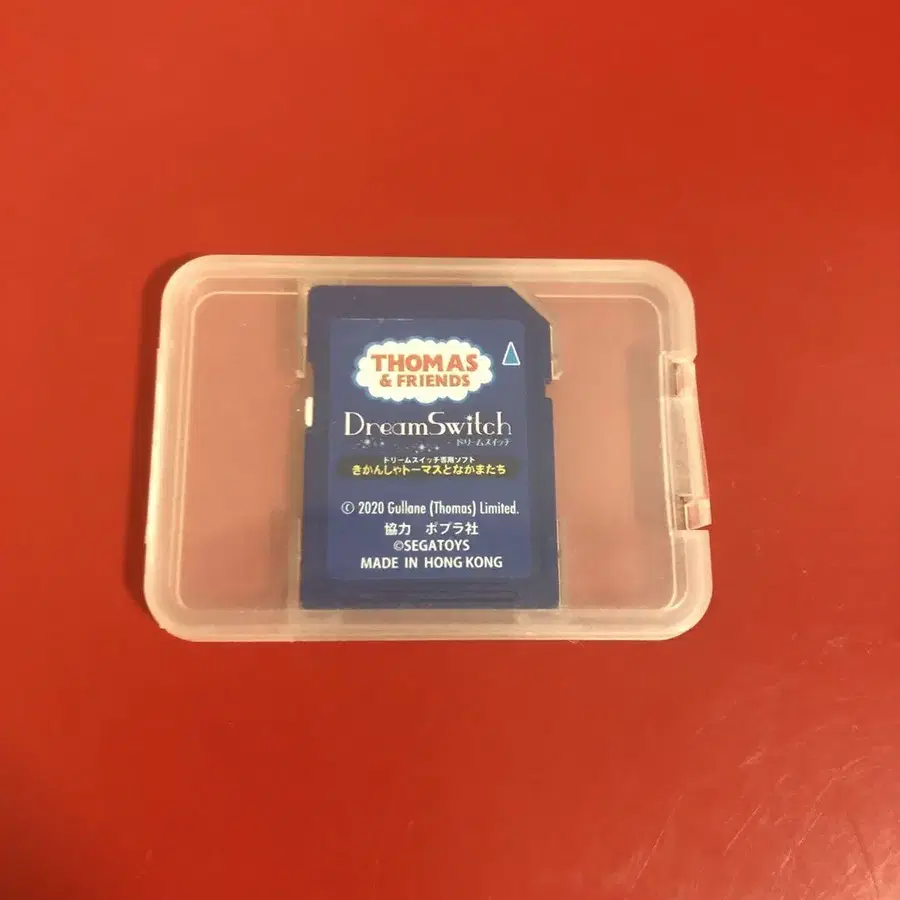 THOMAS
& FRIENDS
DreamSwitch
ドリームスイッチ
ドリームスイッチ専用ソフト
きかんしゃトーマスとなかまたち
© 2020 Gullane (Thomas) Limited.
協力 ポプラ社
©SEGATOYS
MADE IN HONG KONG